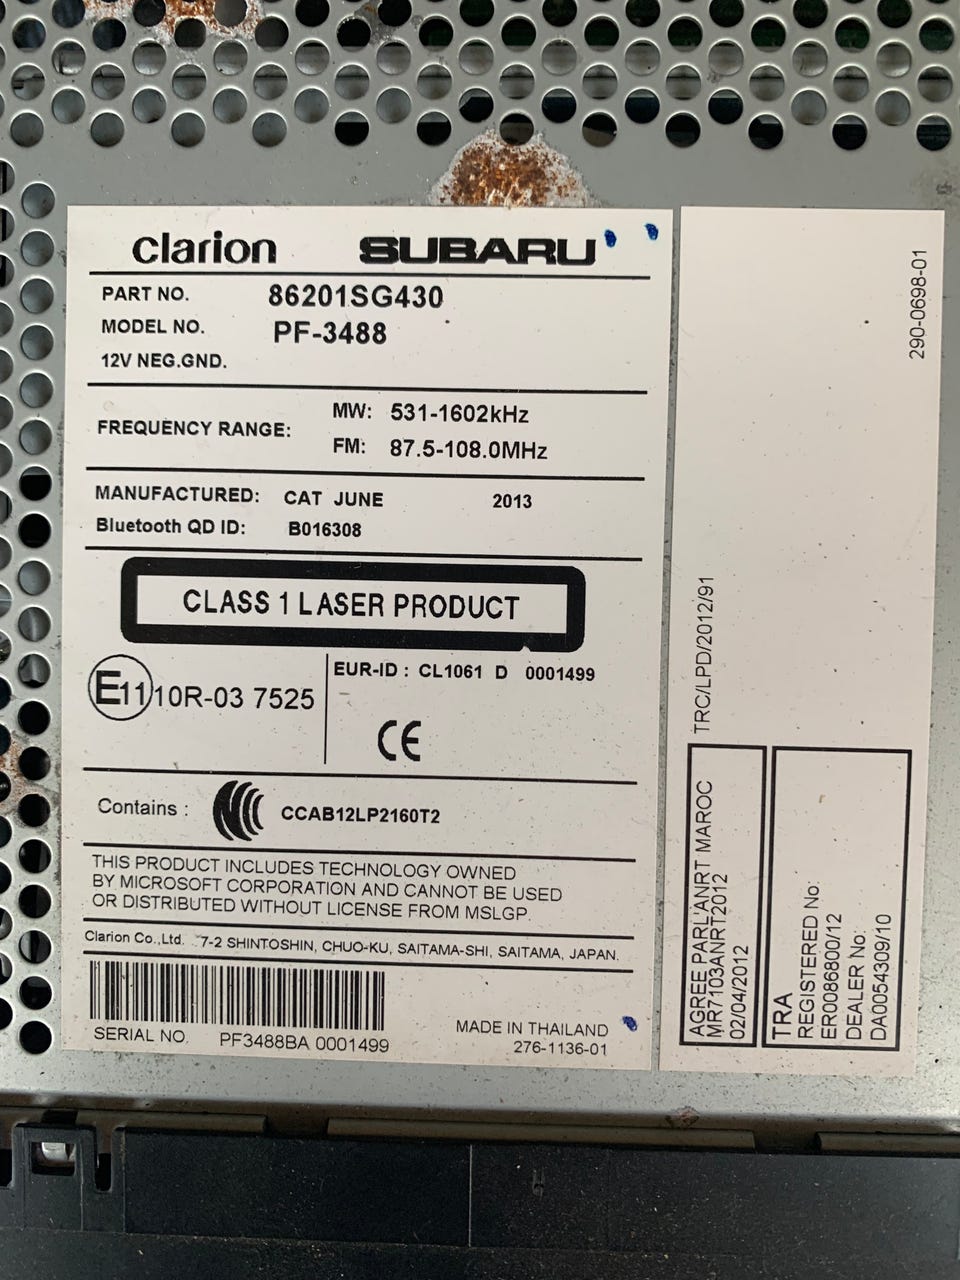 clarion SUBARU
PART NO. 86201SG430
MODEL NO. PF-3488
12V NEG.GND.
FREQUENCY RANGE: MW: 531-1602kHz
FM: 87.5-108.0MHz
MANUFACTURED: CAT JUNE 2013
Bluetooth QD ID: B016308
CLASS 1 LASER PRODUCT
E11 10R-03 7525
EUR-ID : CL1061 D 0001499
CE
Contains : NCC CCAB12LP2160T2
THIS PRODUCT INCLUDES TECHNOLOGY OWNED
BY MICROSOFT CORPORATION AND CANNOT BE USED
OR DISTRIBUTED WITHOUT LICENSE FROM MSLGP.
Clarion Co.,Ltd. 7-2 SHINTOSHIN, CHUO-KU, SAITAMA-SHI, SAITAMA, JAPAN.
SERIAL NO. PF3488BA 0001499
MADE IN THAILAND
276-1136-01
290-0698-01
TRC/LPD/2012/91
AGREE PAR L'ANRT MAROC
MR7103ANRT2012
02/04/2012
TRA
REGISTERED No:
ER0086800/12
DEALER No:
DA0054309/10